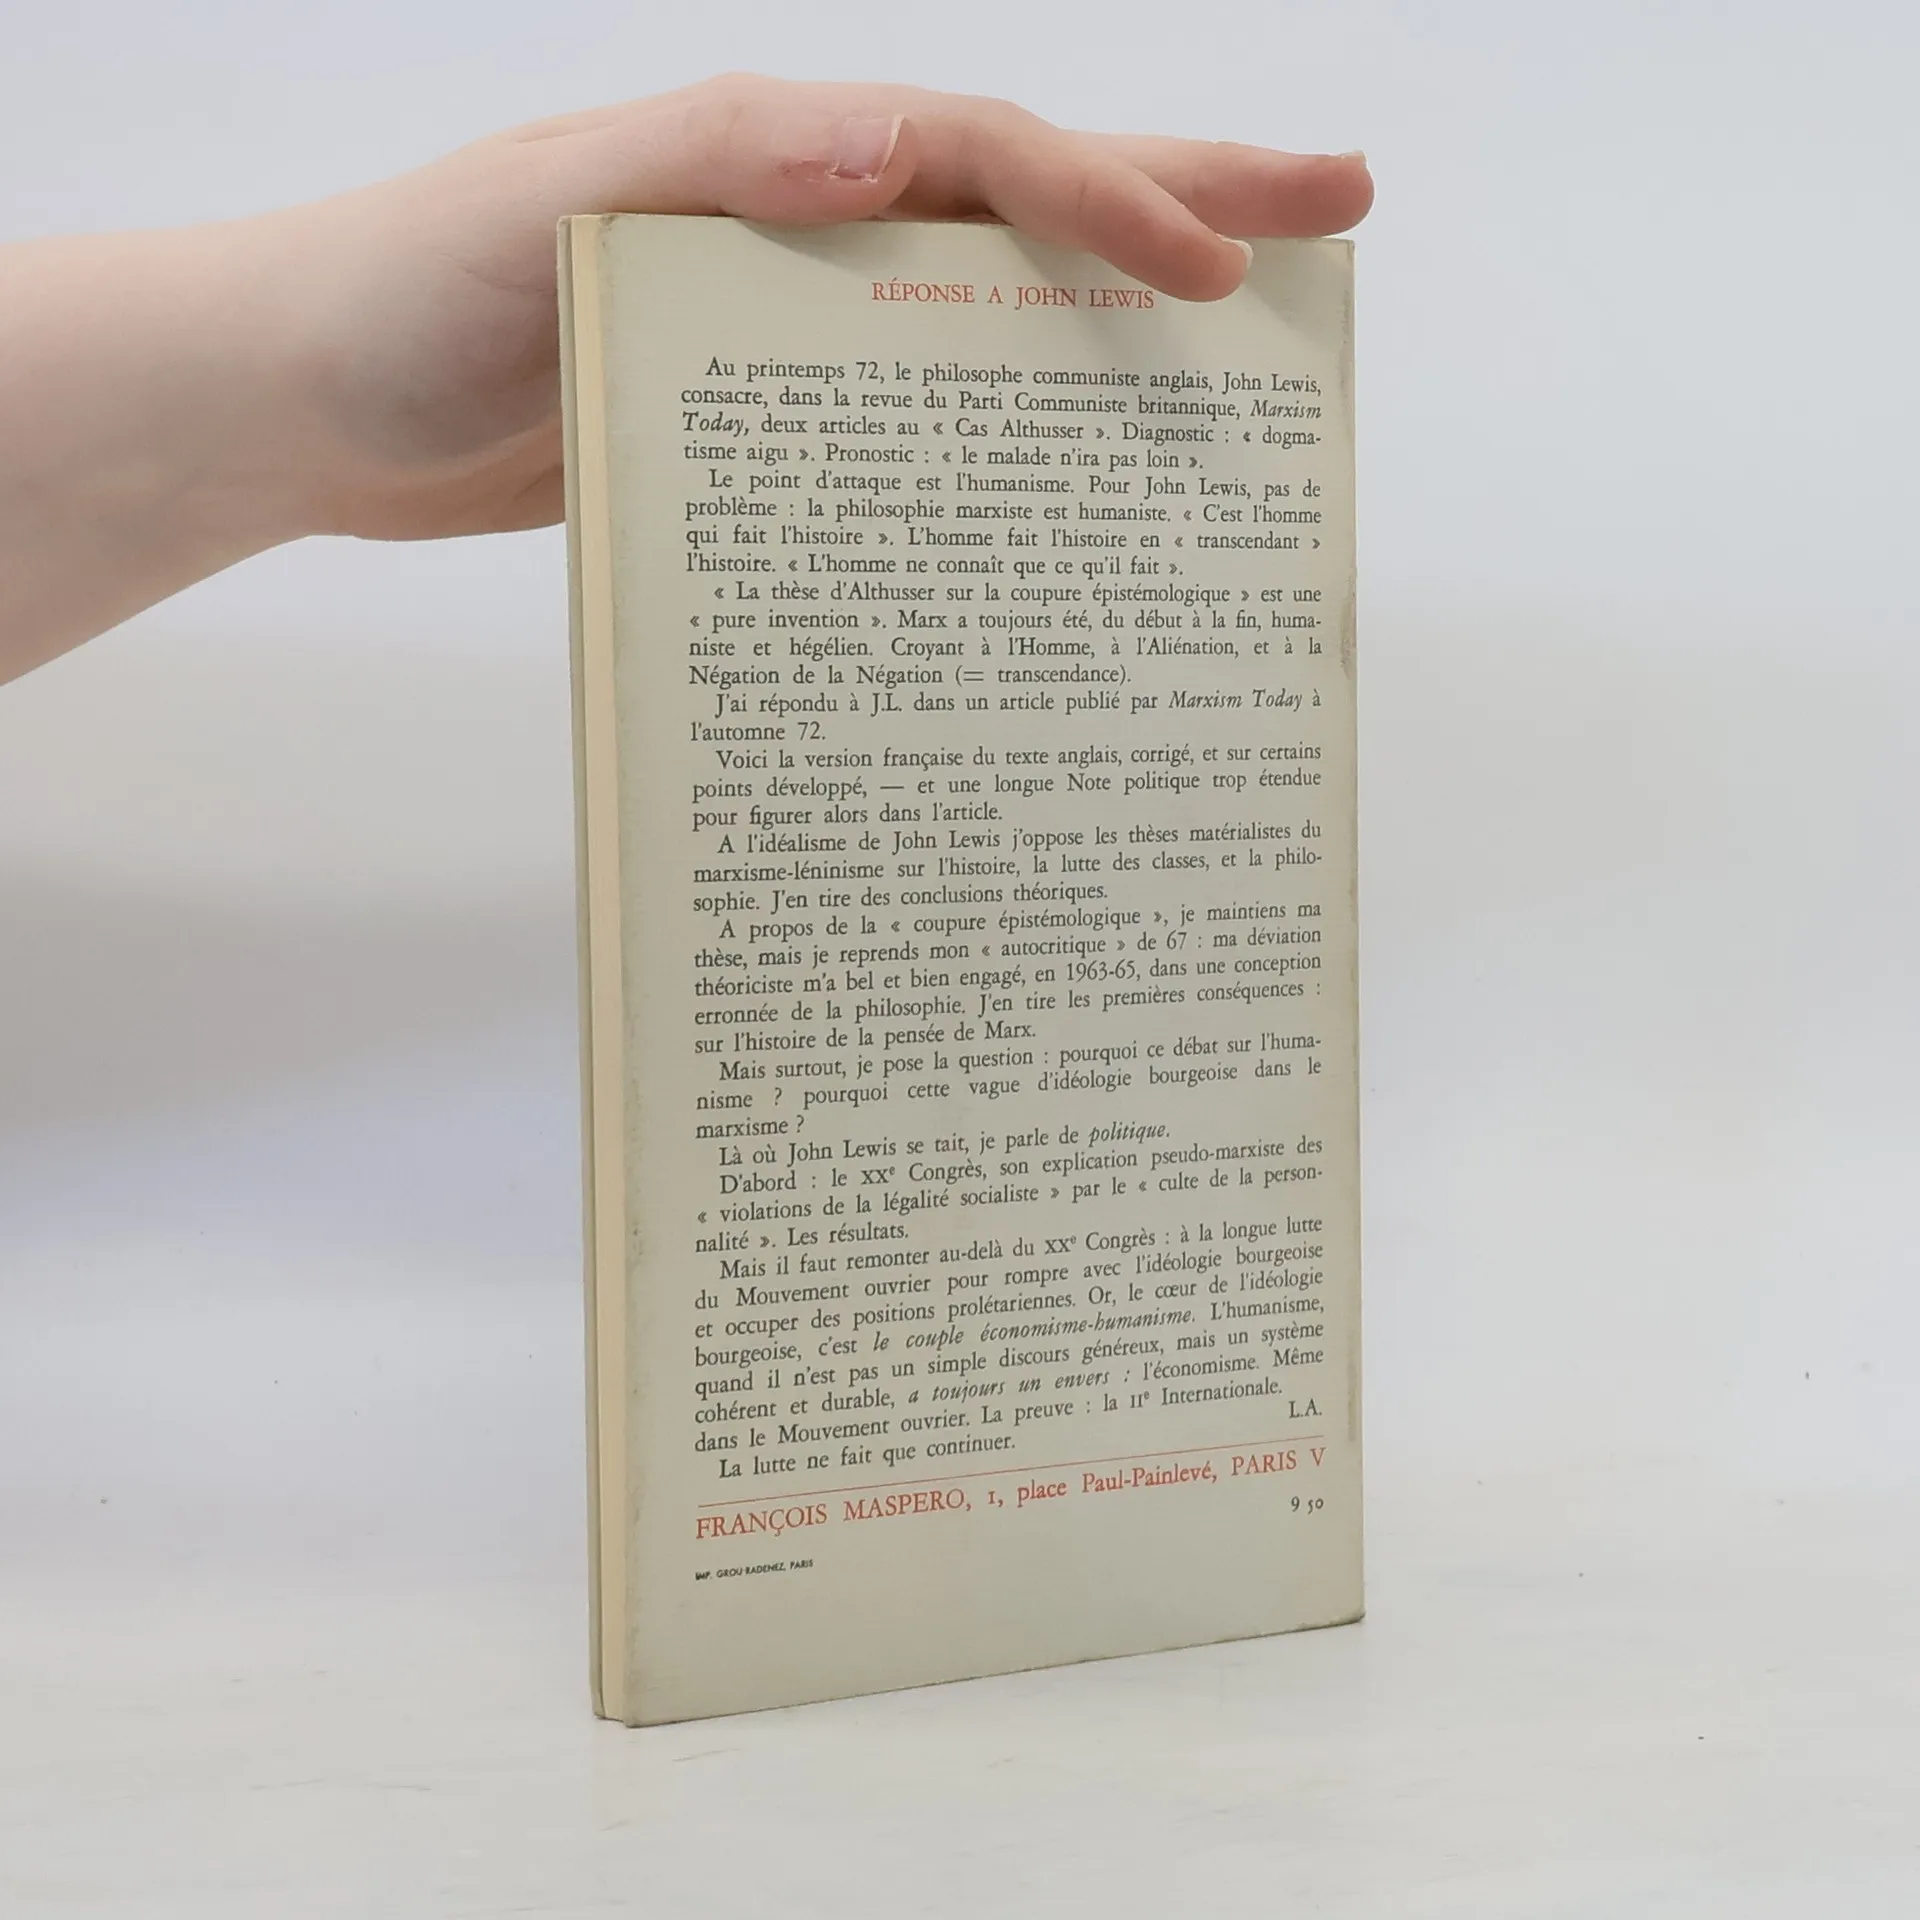 RÉPONSE A JOHN LEWIS
Au printemps 72, le philosophe communiste anglais, John Lewis,
consacre, dans la revue du Parti Communiste britannique, Marxism
Today, deux articles au « Cas Althusser ». Diagnostic : « dogma-
tisme aigu ». Pronostic : « le malade n'ira pas loin ».
Le point d'attaque est l'humanisme. Pour John Lewis, pas de
problème : la philosophie marxiste est humaniste. « C'est l'homme
qui fait l'histoire ». L'homme fait l'histoire en « transcendant »
l'histoire. « L'homme ne connaît que ce qu'il fait ».
« La thèse d'Althusser sur la coupure épistémologique » est une
« pure invention ». Marx a toujours été, du début à la fin, huma-
niste et hégélien. Croyant à l'Homme, à l'Aliénation, et à la
Négation de la Négation (= transcendance).
J'ai répondu à J.L. dans un article publié par Marxism Today à
l'automne 72.
Voici la version française du texte anglais, corrigé, et sur certains
points développé, — et une longue Note politique trop étendue
pour figurer alors dans l'article.
A l'idéalisme de John Lewis j'oppose les thèses matérialistes du
marxisme-léninisme sur l'histoire, la lutte des classes, et la philo-
sophie. J'en tire des conclusions théoriques.
A propos de la « coupure épistémologique », je maintiens ma
thèse, mais je reprends mon « autocritique » de 67 : ma déviation
théoriciste m'a bel et bien engagé, en 1963-65, dans une conception
erronnée de la philosophie. J'en tire les premières conséquences :
sur l'histoire de la pensée de Marx.
Mais surtout, je pose la question : pourquoi ce débat sur l'huma-
nisme ? pourquoi cette vague d'idéologie bourgeoise dans le
marxisme ?
Là où John Lewis se tait, je parle de politique.
D'abord : le XXe Congrès, son explication pseudo-marxiste des
« violations de la légalité socialiste » par le « culte de la person-
nalité ». Les résultats.
Mais il faut remonter au-delà du XXe Congrès : à la longue lutte
du Mouvement ouvrier pour rompre avec l'idéologie bourgeoise
et occuper des positions prolétariennes. Or, le cœur de l'idéologie
bourgeoise, c'est le couple économisme-humanisme. L'humanisme,
quand il n'est pas un simple discours généreux, mais un système
cohérent et durable, a toujours un envers : l'économisme. Même
dans le Mouvement ouvrier. La preuve : la IIe Internationale.
La lutte ne fait que continuer.
L.A.
FRANÇOIS MASPERO, 1, place Paul-Painlevé, PARIS V
9 50
IMP. GROU-RADENEZ, PARIS